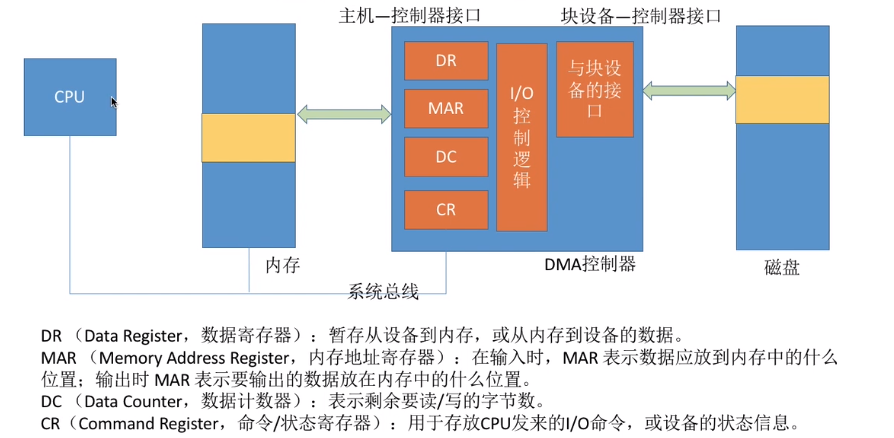 主机—控制器接口
块设备—控制器接口
CPU
DR
MAR
DC
CR
I/O
控
制
逻
辑
与块设
备的接
口
内存
DMA控制器
磁盘
系统总线
DR （Data Register，数据寄存器）：暂存从设备到内存，或从内存到设备的数据。
MAR （Memory Address Register，内存地址寄存器）：在输入时，MAR 表示数据应放到内存中的什么
位置；输出时 MAR 表示要输出的数据放在内存中的什么位置。
DC （Data Counter，数据计数器）：表示剩余要读/写的字节数。
CR（Command Register，命令/状态寄存器）：用于存放CPU发来的I/O命令，或设备的状态信息。